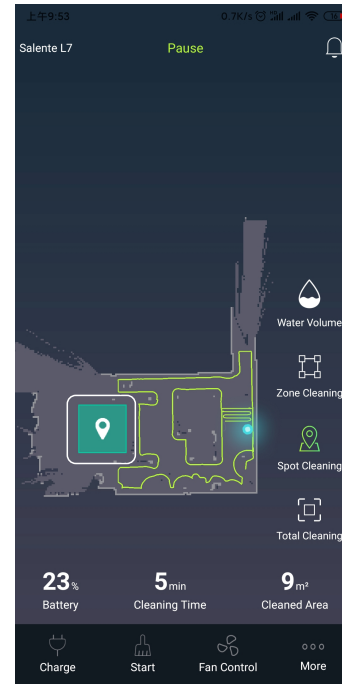 上午9:53 0.7K/s
Salente L7 Pause
Water Volume
Zone Cleaning
Spot Cleaning
Total Cleaning
23% 5min 9m²
Battery Cleaning Time Cleaned Area
Charge Start Fan Control More